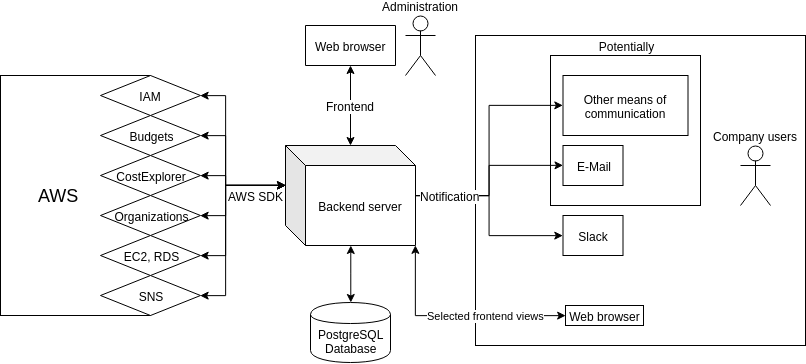 Administration
Web browser
Frontend
Potentially
Other means of
communication
E-Mail
Slack
Company users
Web browser
AWS
IAM
Budgets
CostExplorer
Organizations
EC2, RDS
SNS
AWS SDK
Backend server
Notification
Selected frontend views
PostgreSQL
Database